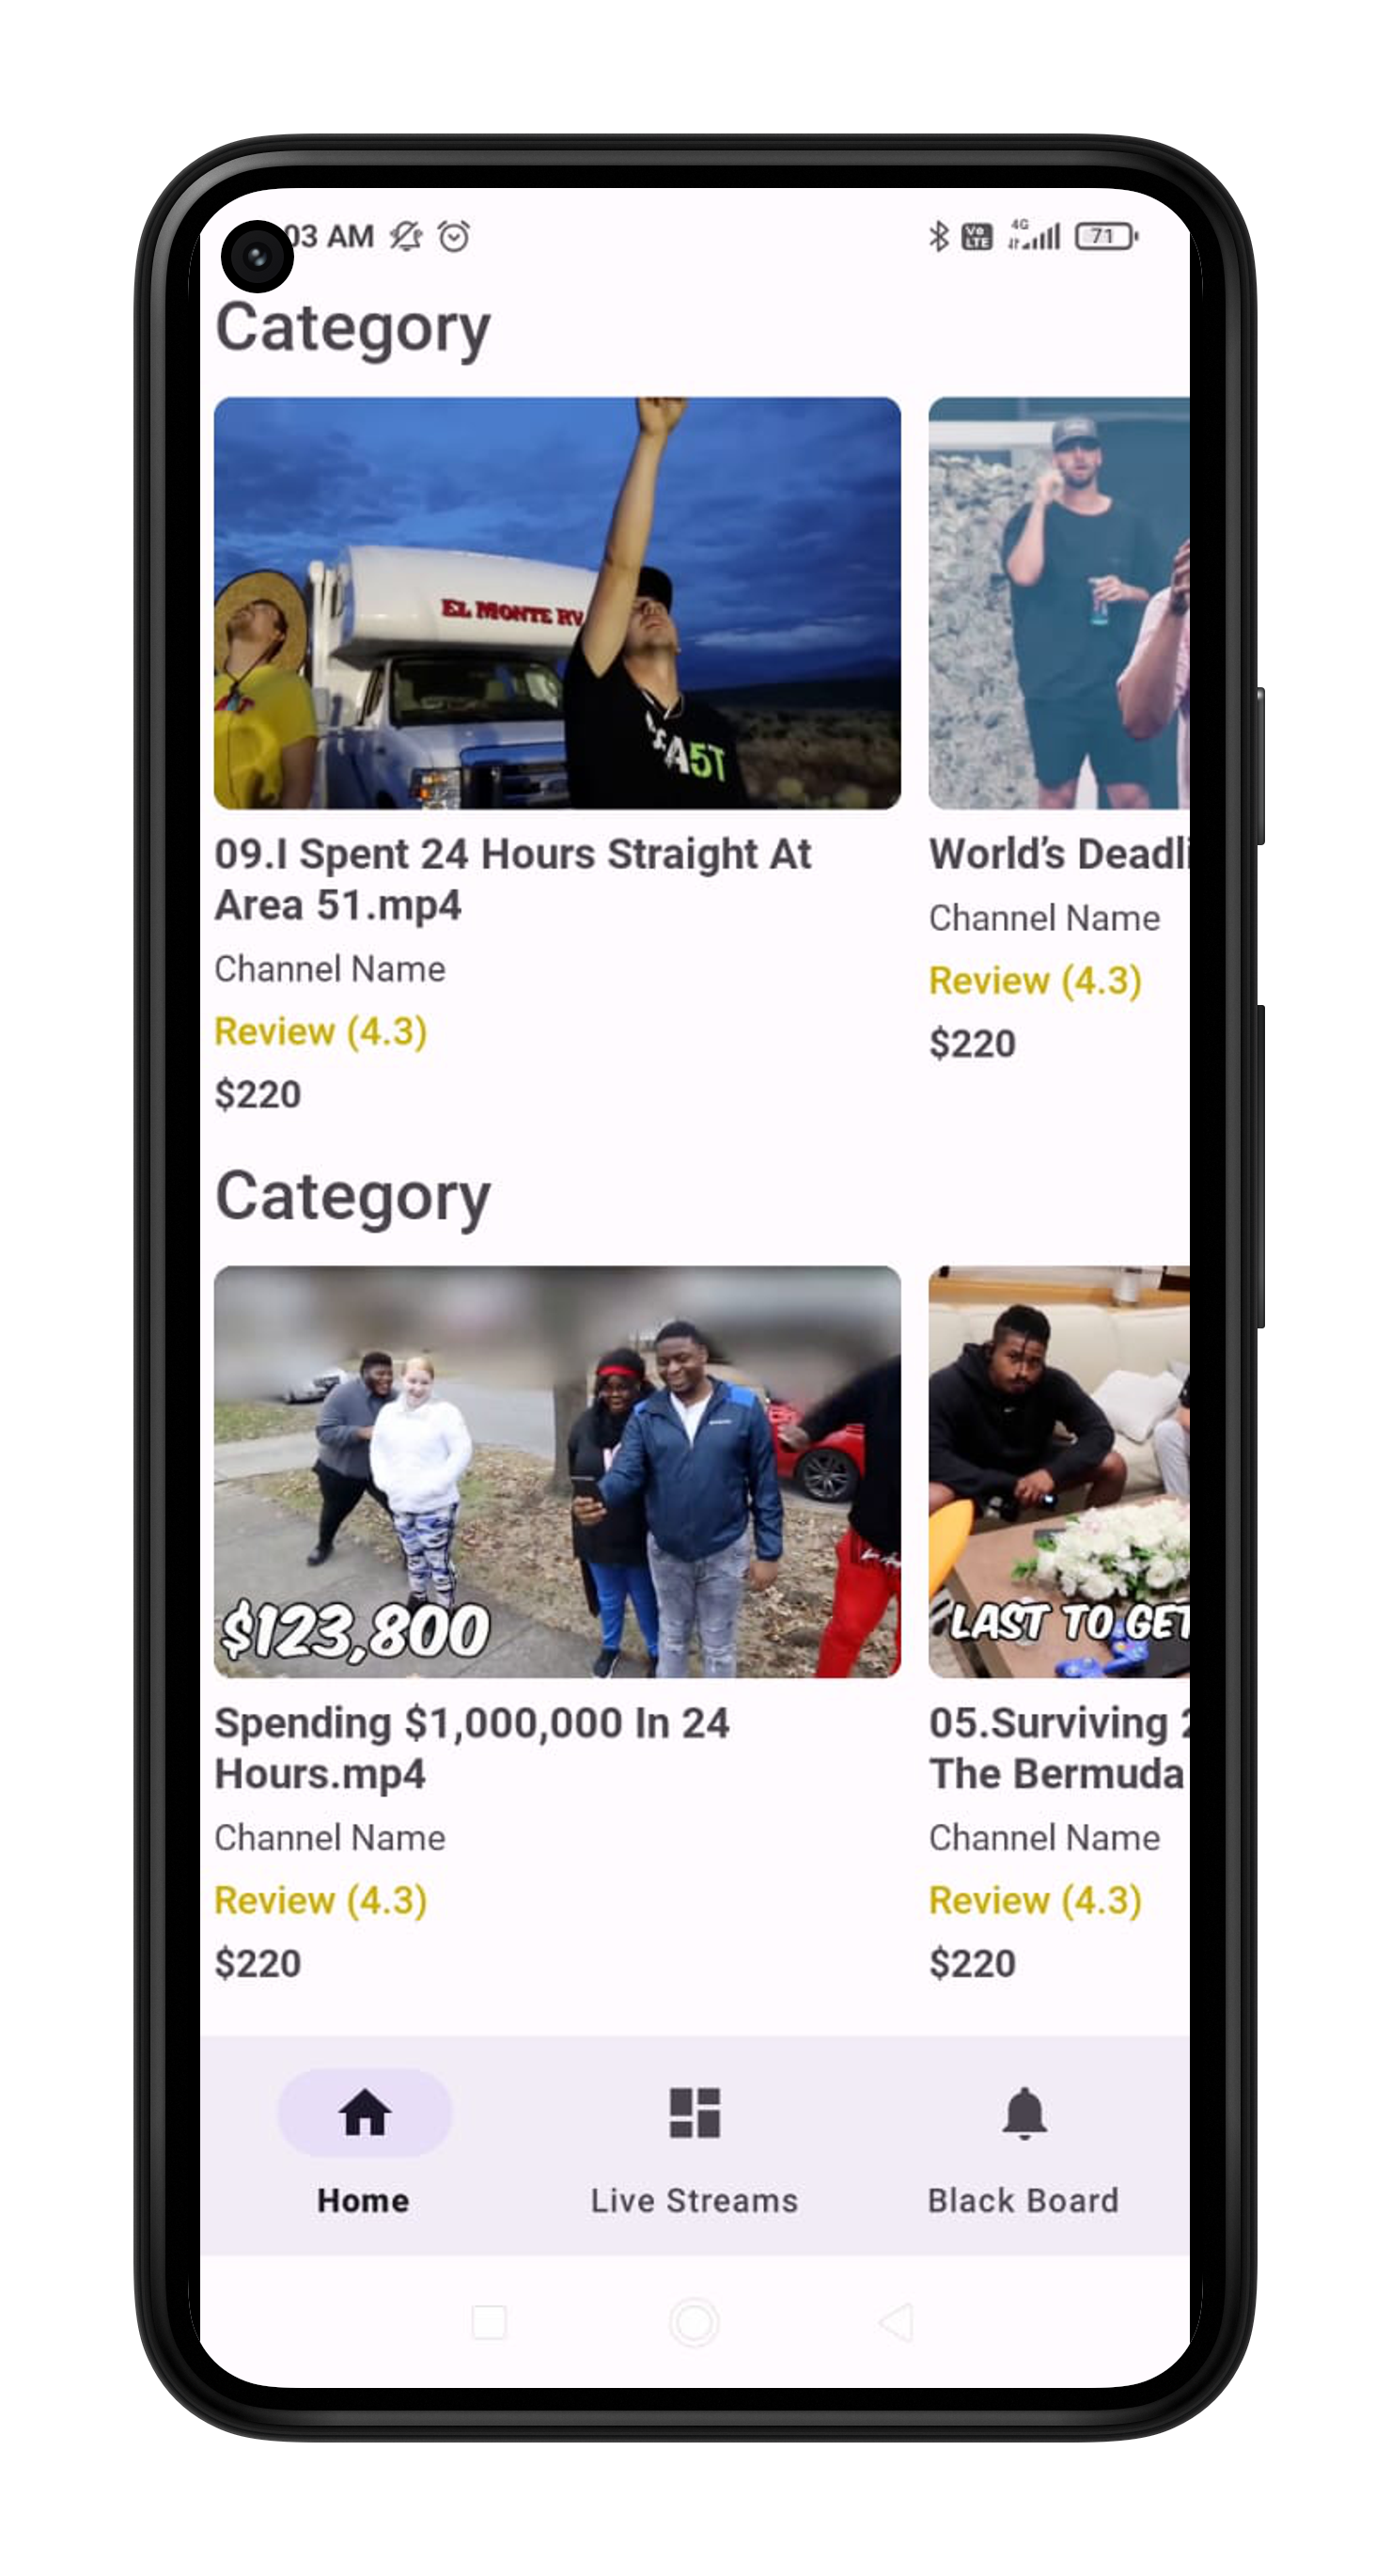 03 AM
4G
Vo
LTE
71
Category
EL MONTE RV
A5T
09.I Spent 24 Hours Straight At
Area 51.mp4
Channel Name
Review (4.3)
$220
World's
Channel Name
Review (4.3)
$220
Category
$123,800
Spending $1,000,000 In 24
Hours.mp4
Channel Name
Review (4.3)
$220
LAST TO GET
05.Surviving
The Bermuda
Channel Name
Review (4.3)
$220
Home
Live Streams
Black Board